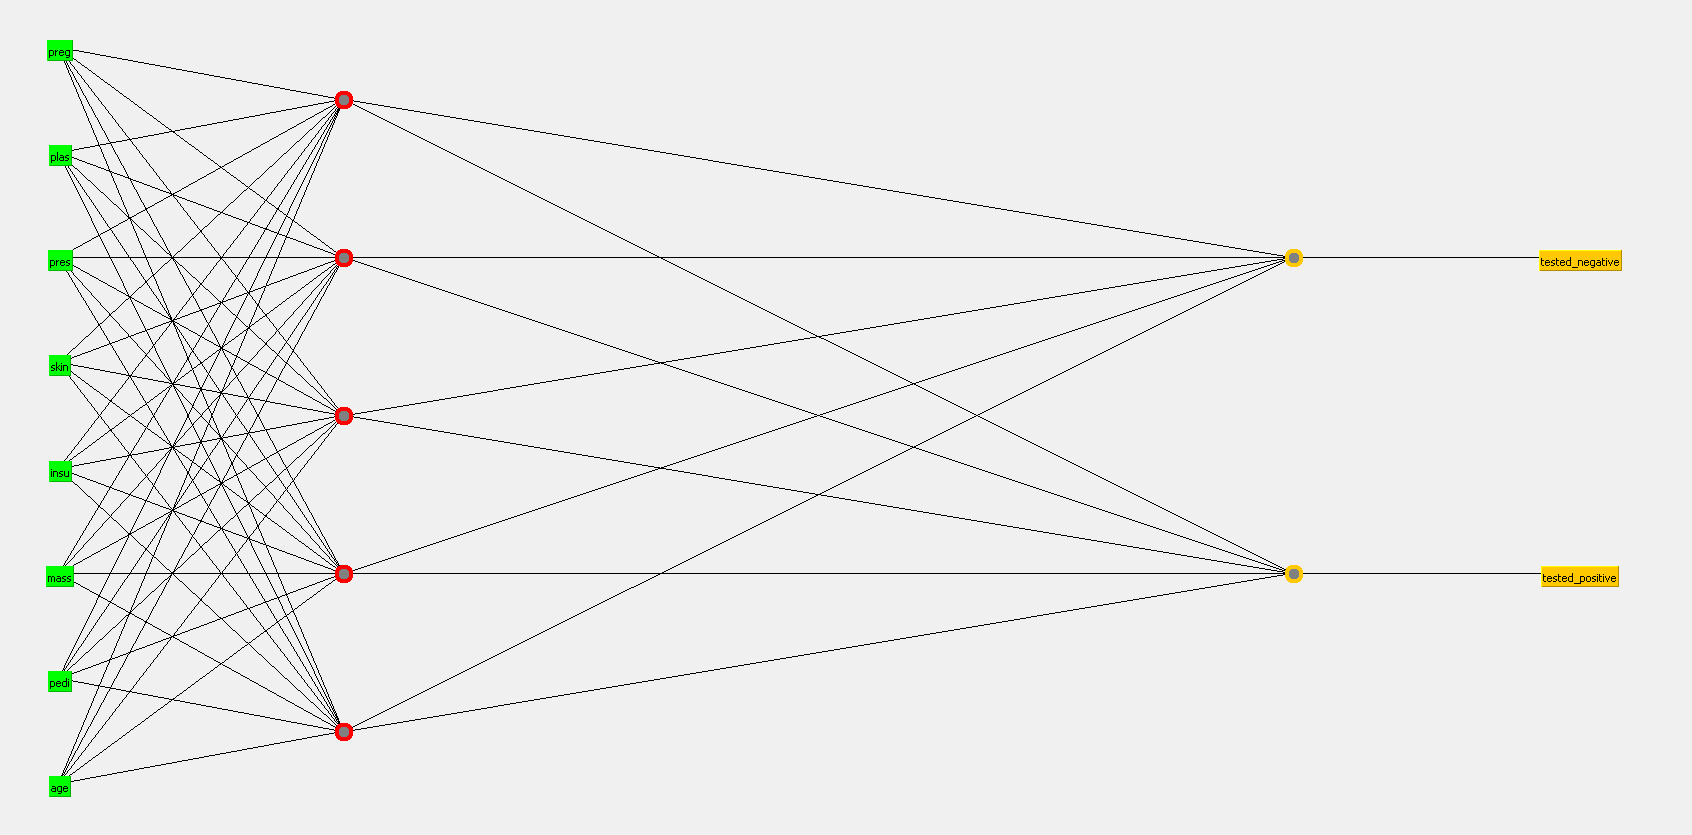 preg
plas
pres
skin
insu
mass
pedi
age
tested_negative
tested_positive